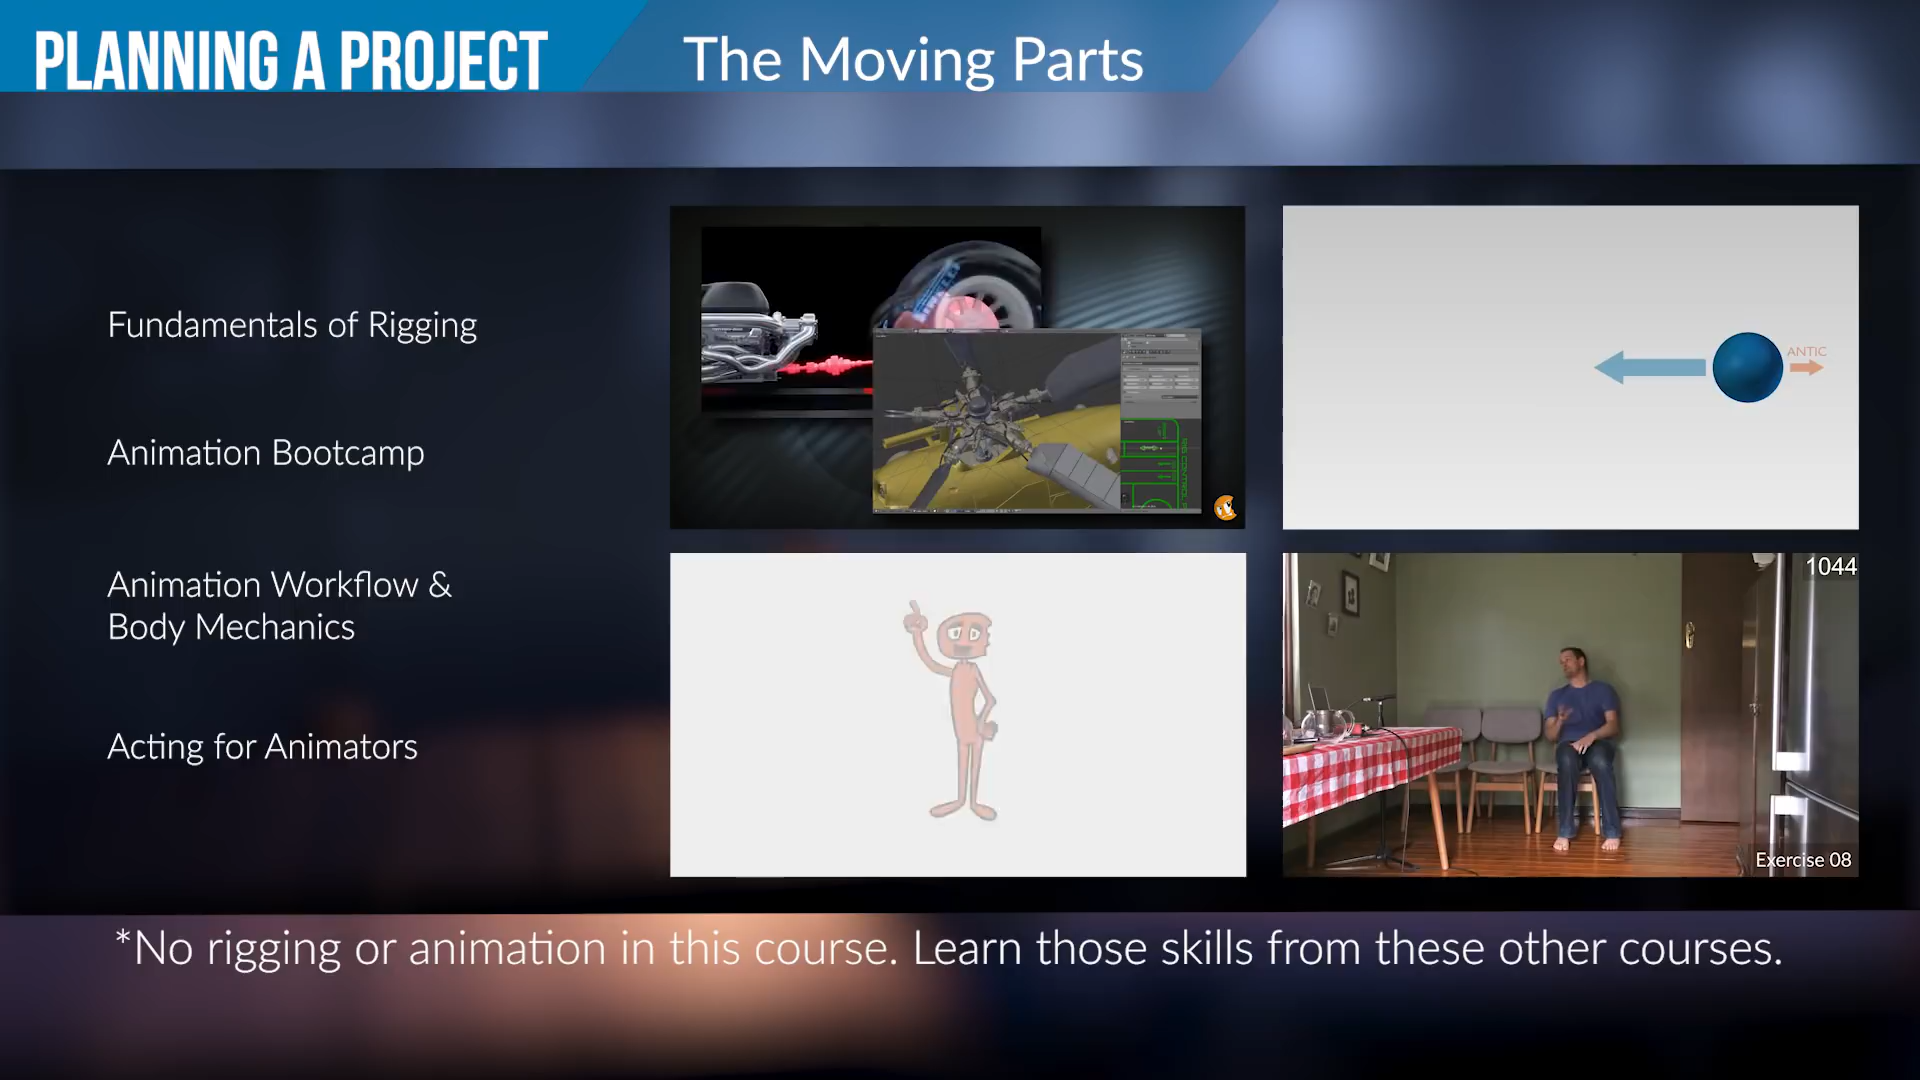 PLANNING A PROJECT
The Moving Parts
Fundamentals of Rigging
Animation Bootcamp
Animation Workflow &
Body Mechanics
Acting for Animators
ANTIC
1044
Exercise 08
*No rigging or animation in this course. Learn those skills from these other courses.